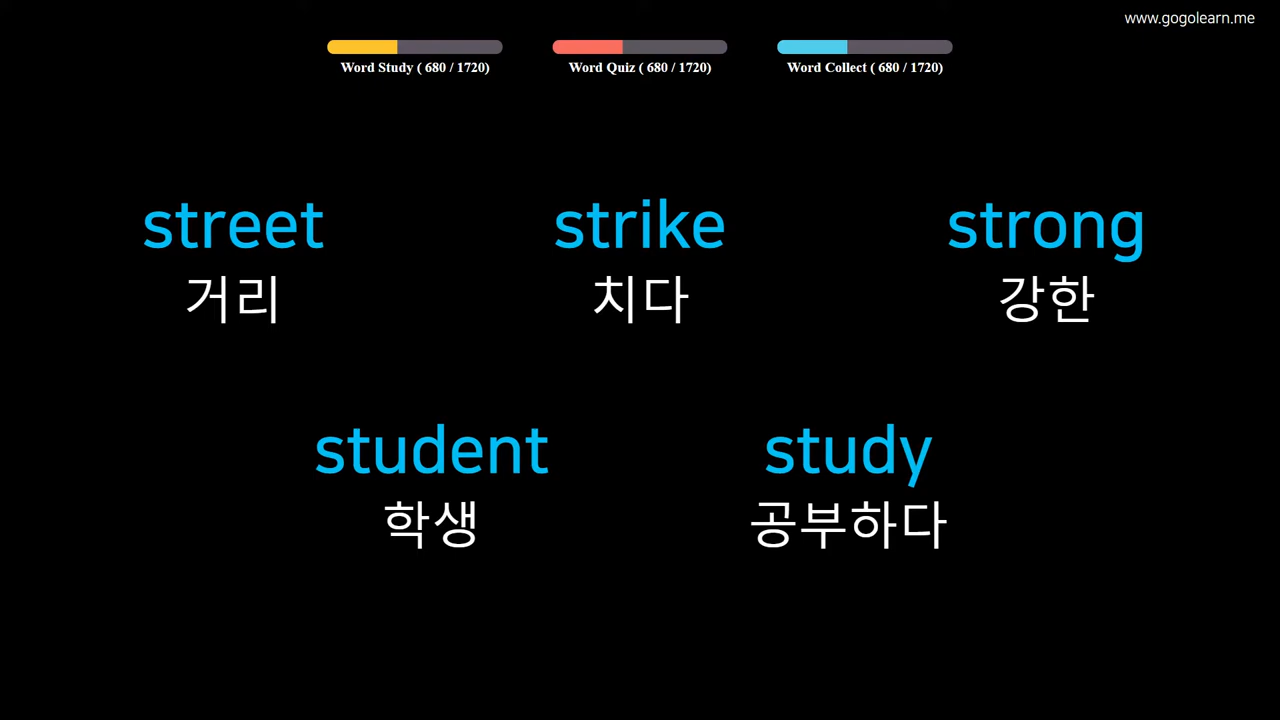 www.gogolearn.me
Word Study ( 680 / 1720)
Word Quiz ( 680 / 1720)
Word Collect ( 680 / 1720)
street
거리
strike
치다
strong
강한
student
학생
study
공부하다